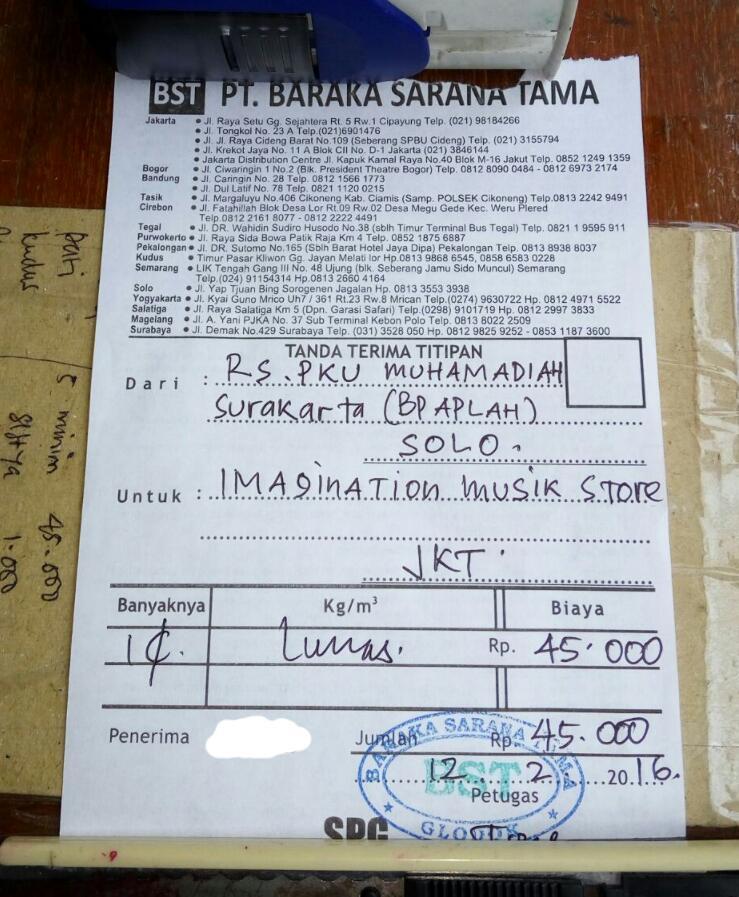 BST PT. BARAKA SARANA TAMA
Jakarta • Jl. Raya Setu Gg. Sejahtera Rt. 5 Rw.1 Cipayung Telp. (021) 98184266
• Jl. Tongkol No. 23 A Telp.(021)6901476
• Jl. Jl. Raya Cideng Barat No.109 (Seberang SPBU Cideng) Telp. (021) 3155794
• Jl. Krekot Jaya No. 11 A Blok CII No. D-1 Jakarta (021) 3846144
• Jakarta Distribution Centre Jl. Kapuk Kamal Raya No.40 Blok M-16 Jakut Telp. 0852 1249 1359
Bogor • Jl. Ciwaringin 1 No.2 (Blk. President Theatre Bogor) Telp. 0812 8090 0484 - 0812 6973 2174
Bandung • Jl. Caringin No. 28 Telp. 0812 1566 1773
• Jl. Dul Latif No. 78 Telp. 0821 1120 0215
Tasik • Jl. Margaluyu No.406 Cikoneng Kab. Ciamis (Samp. POLSEK Cikoneng) Telp.0813 2242 9491
Cirebon • Jl. Fatahillah Blok Desa Lor Rt.09 Rw.02 Desa Megu Gede Kec. Weru Plered
Telp.0812 2161 8077 - 0812 2222 4491
Tegal • Jl. DR. Wahidin Sudiro Husodo No.38 (sblh Timur Terminal Bus Tegal) Telp. 0821 1 9595 911
Purwokerto • Jl. Raya Sida Bowa Patik Raja Km 4 Telp. 0852 1875 6887
Pekalongan • Jl. DR. Sutomo No.165 (Sblh Barat Hotel Jaya Dipa) Pekalongan Telp. 0813 8938 8037
Kudus • Timur Pasar Kliwon Gg. Jayan Melati lor Hp.0813 9868 6545, 0858 6583 0228
Semarang • LIK Tengah Gang III No. 48 Ujung (blk. Seberang Jamu Sido Muncul) Semarang
Telp.(024) 91154314 Hp.0813 2660 4164
Solo • Jl. Yap Tjuan Bing Sorogenen Jagalan Hp. 0813 3553 3938
Yogyakarta • Jl. Kyai Guno Mrico Uh7 / 361 Rt.23 Rw.8 Mrican Telp.(0274) 9630722 Hp. 0812 4971 5522
Salatiga • Jl. Raya Salatiga Km 5 (Dpn. Garasi Safari) Telp.(0298) 9101719 Hp. 0812 2997 3833
Magelang • Jl. A. Yani PJKA No. 37 Sub Terminal Kebon Polo Telp. 0813 8022 2509
Surabaya • Jl. Demak No.429 Surabaya Telp. (031) 3528 050 Hp. 0812 9825 9252 - 0853 1187 3600
TANDA TERIMA TITIPAN
Dari : RS. PKU MUHAMADIAH
Surakarta (BP APLAH)
SOLO.
Untuk : IMAGINATION MUSIK STORE
JKT
Banyaknya Kg/m³ Biaya
1 Lunas. Rp. 45.000
Penerima Jumlah Rp. 45.000
12 2 2016.
Petugas
BARAKA SARANA TAMA
BST
GLODOK
SPG
kudus
5 minim 45.000
1.000